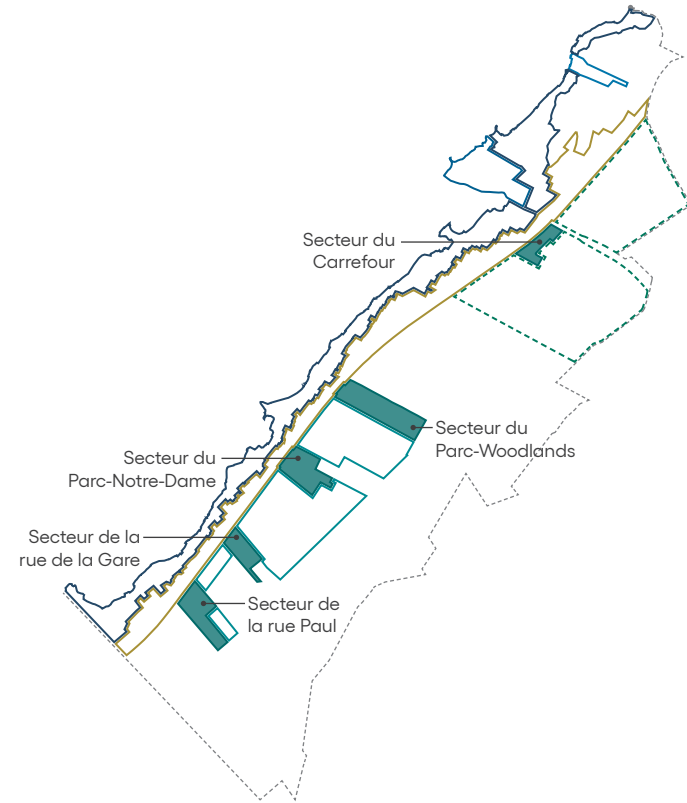 Secteur du
Carrefour
Secteur du
Parc-Woodlands
Secteur du
Parc-Notre-Dame
Secteur de la
rue de la Gare
Secteur de
la rue Paul